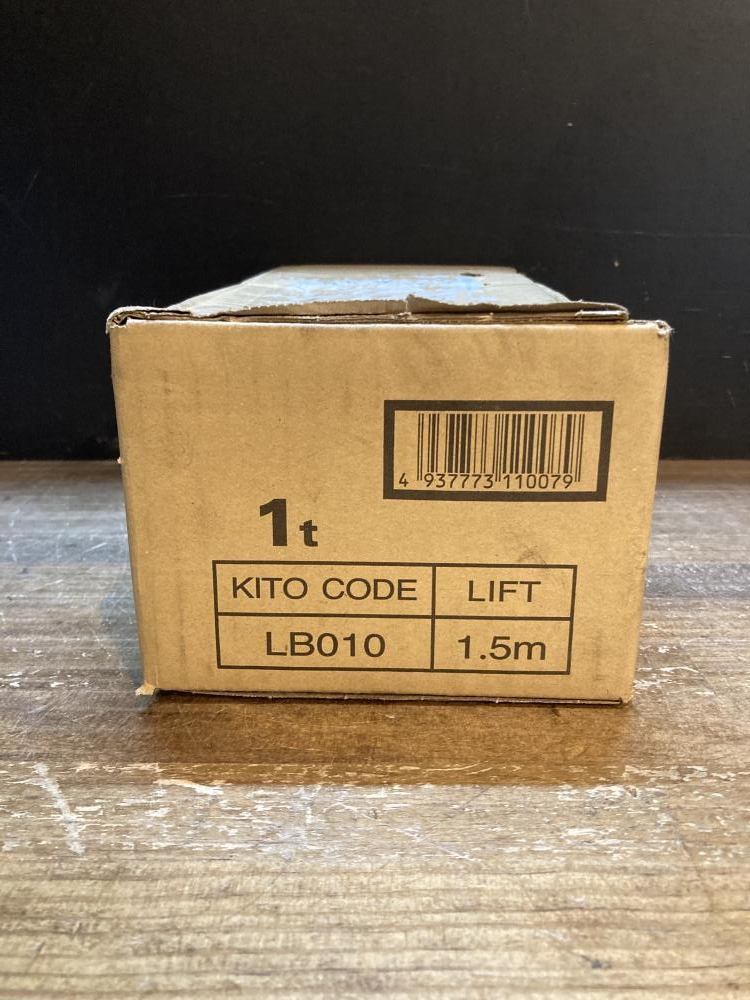 4 937773 110079
1t
KITO CODE LIFT
LB010 1.5m